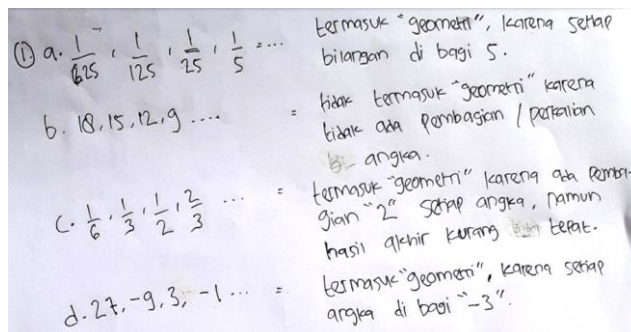 ① a. 1/625, 1/125, 1/25, 1/5 = .... termasuk "geometri", karena setiap
bilangan di bagi 5.
b. 18, 15, 12, 9 .... = tidak termasuk "geometri" karena
tidak ada pembagian / perkalian
angka.
c. 1/6, 1/3, 1/2, 2/3 ... = termasuk "geometri" karena ada pembagian
"2" setiap angka, namun
hasil akhir kurang tepat.
d. 27, -9, 3, -1 ... = termasuk "geometri", karena setiap
angka di bagi "-3".